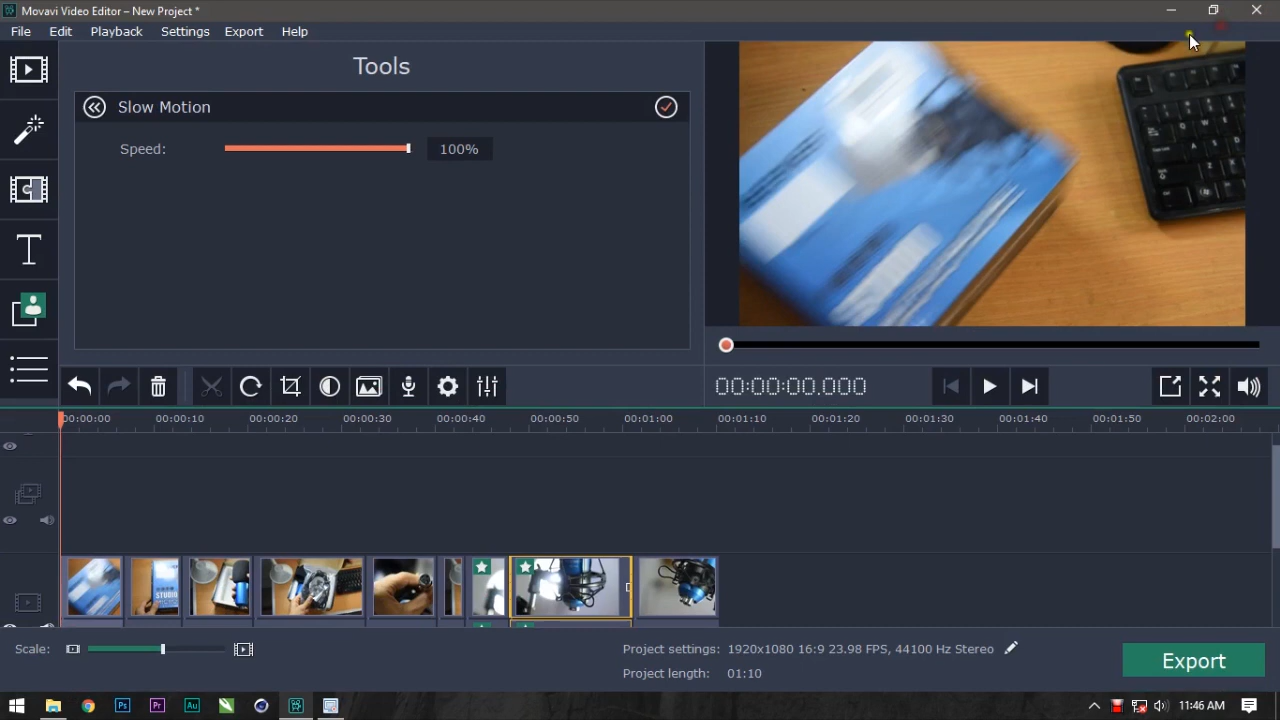 Movavi Video Editor – New Project *
File Edit Playback Settings Export Help
Tools
Slow Motion
Speed: 100%
00:00:00.000
00:00:00 00:00:10 00:00:20 00:00:30 00:00:40 00:00:50 00:01:00 00:01:10 00:01:20 00:01:30 00:01:40 00:01:50 00:02:00
STUDIO
Scale:
Project settings: 1920x1080 16:9 23.98 FPS, 44100 Hz Stereo
Project length: 01:10
Export
Ps Pr Au
11:46 AM